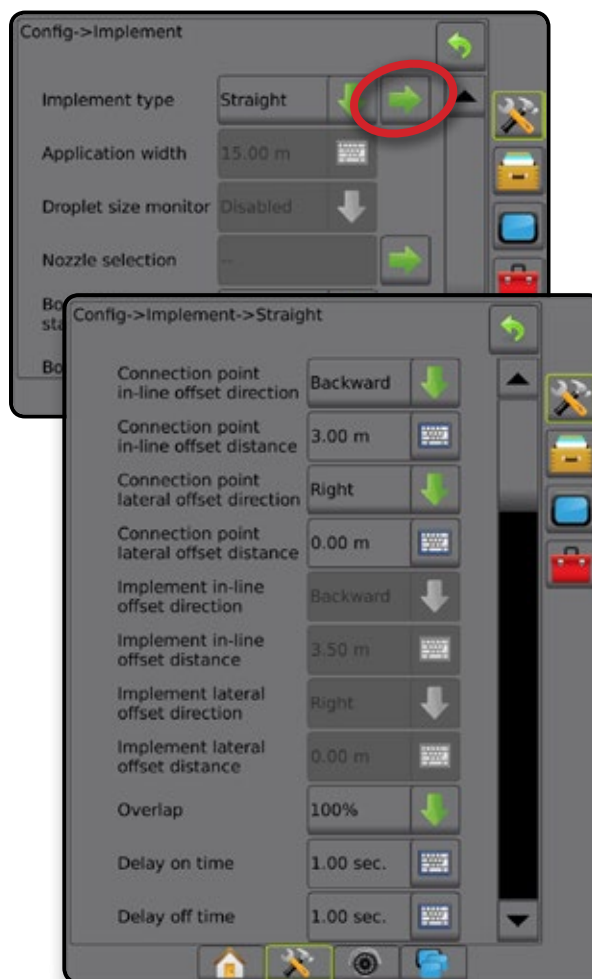 Config->Implement
Implement type Straight
Application width 15.00 m
Droplet size monitor Disabled
Nozzle selection --
Bo
sta
Bo
Config->Implement->Straight
Connection point
in-line offset direction Backward
Connection point
in-line offset distance 3.00 m
Connection point
lateral offset direction Right
Connection point
lateral offset distance 0.00 m
Implement in-line
offset direction Backward
Implement in-line
offset distance 3.50 m
Implement lateral
offset direction Right
Implement lateral
offset distance 0.00 m
Overlap 100%
Delay on time 1.00 sec.
Delay off time 1.00 sec.